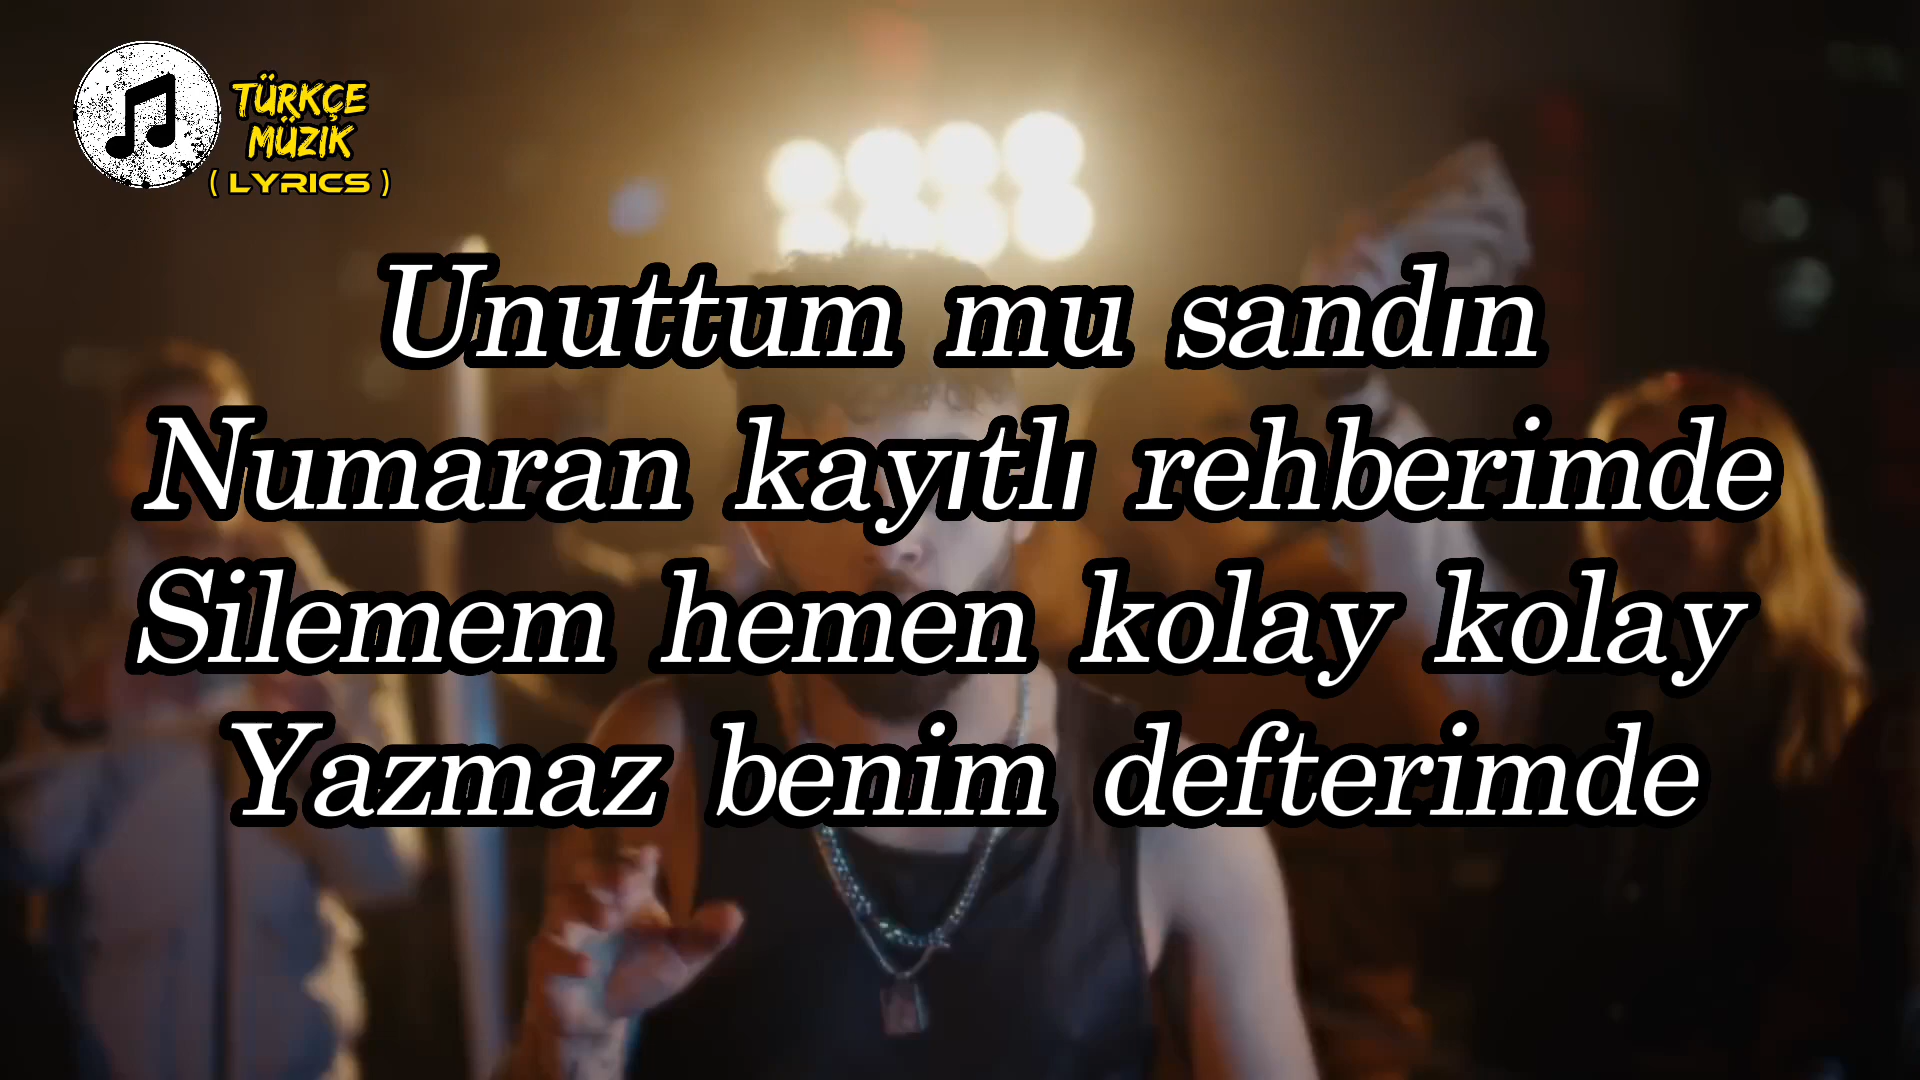 TÜRKÇE
MÜZİK
( LYRICS )
Unuttum mu sandın
Numaran kayıtlı rehberimde
Silemem hemen kolay kolay
Yazmaz benim defterimde